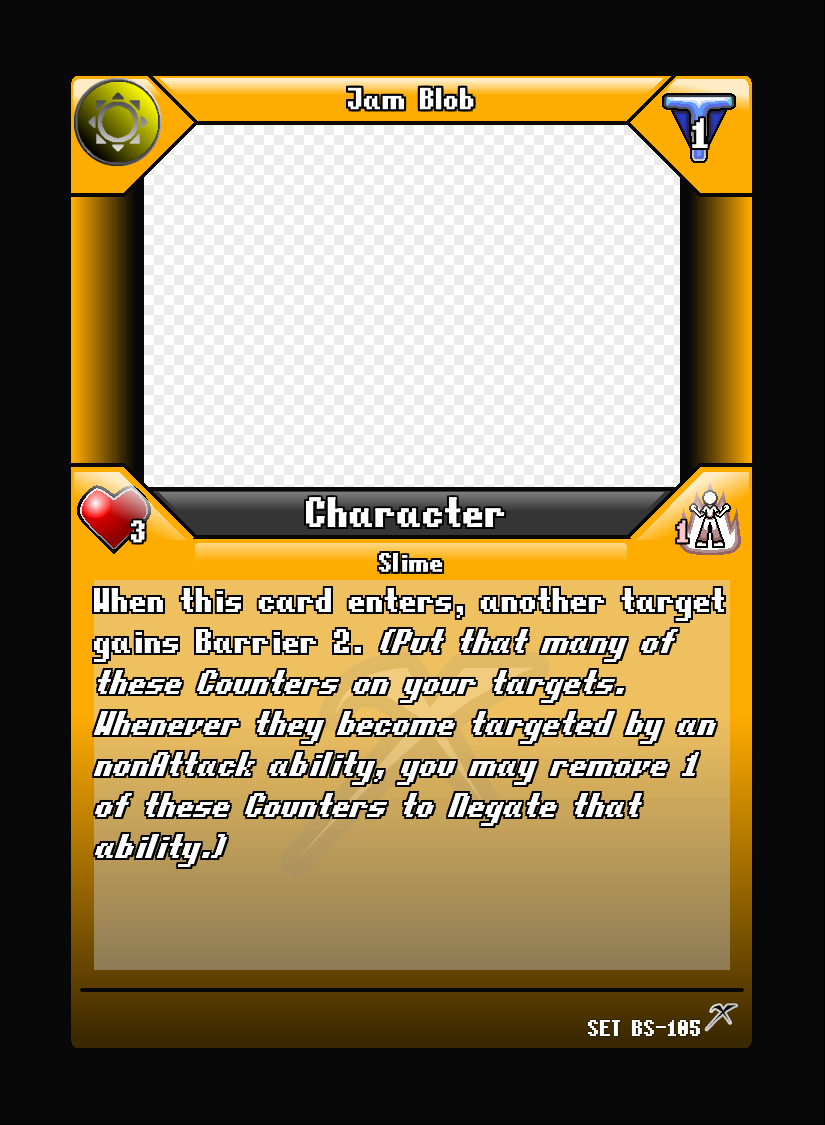 Jam Blob
1
Character
3
1
Slime
When this card enters, another target
gains Barrier 2. (Put that many of
these Counters on your targets.
Whenever they become targeted by an
nonAttack ability, you may remove 1
of these Counters to Negate that
ability.)
SET BS-105